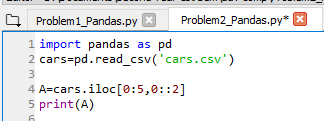 Problem1_Pandas.py Problem2_Pandas.py*
1 import pandas as pd
2 cars=pd.read_csv('cars.csv')
3
4 A=cars.iloc[0:5,0::2]
5 print(A)